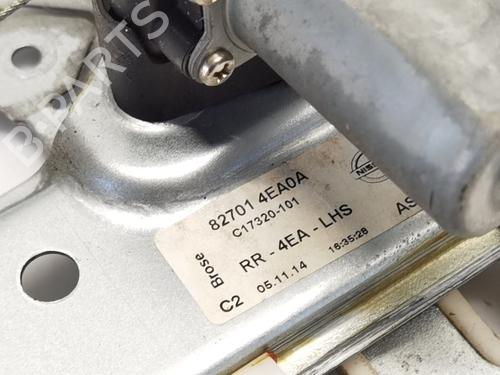 B-PARTS
82701 4EA0A
C17320-101
Brose
RR - 4EA - LHS
C2
05.11.14
16:35:28
AS